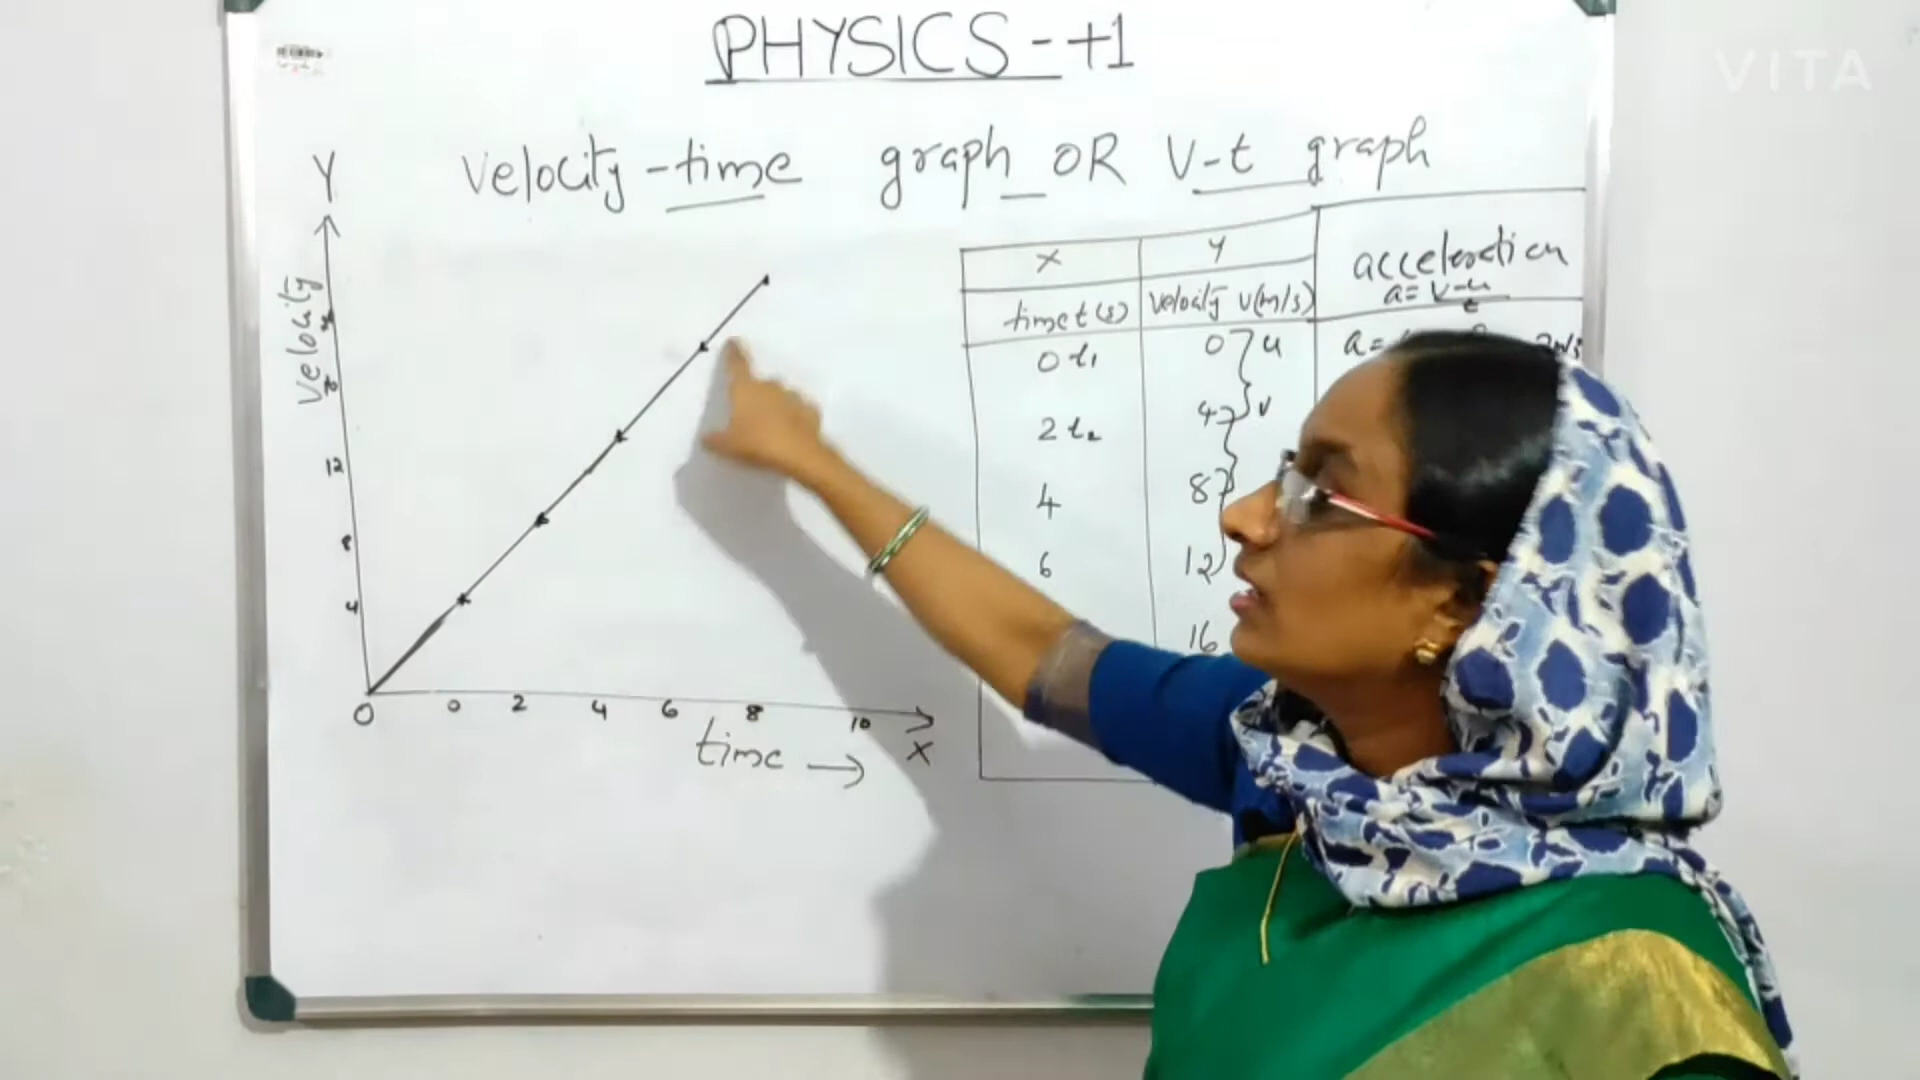 PHYSICS-+1
VITA
Velocity-time graph OR V-t graph
Y
Velocity
12
8
4
0
0 2 4 6 8 10
time → X
X Y acceleration
time t(s) velocity v(m/s) a= v-u/t
0 t₁ 0 u a=
2 t₂ 4 v
4 8
6 12
16